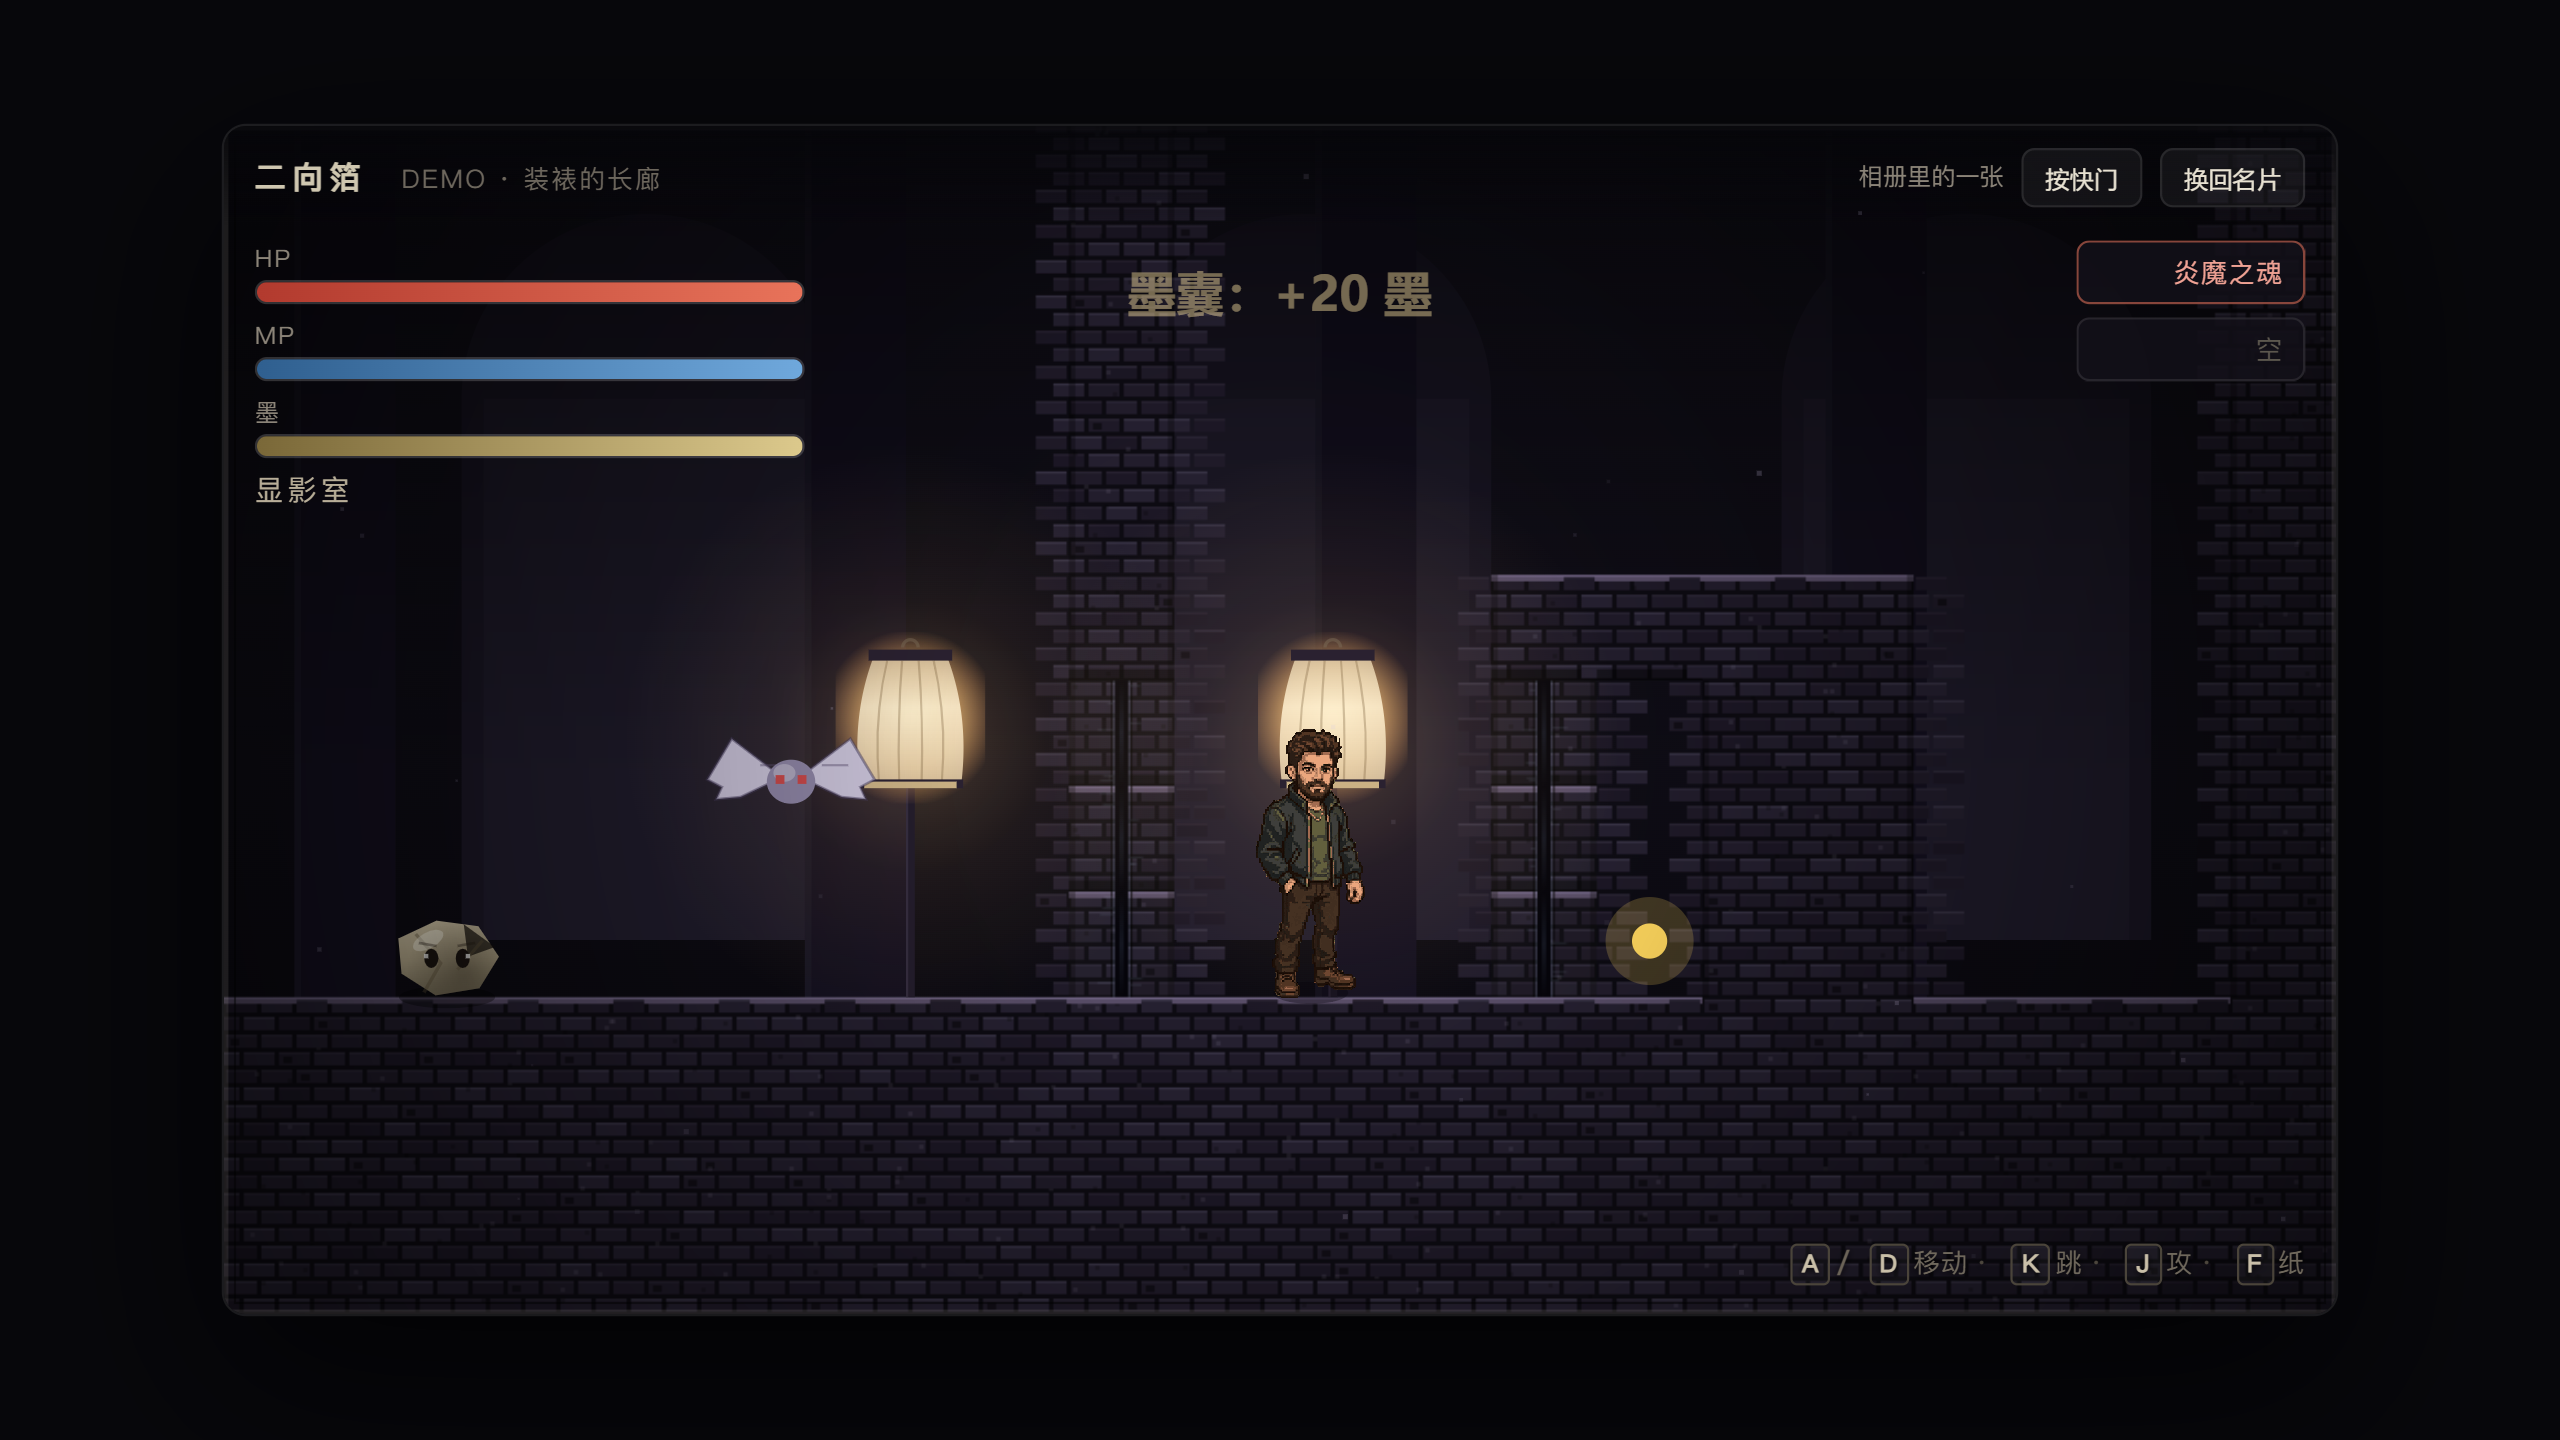 二向箔 DEMO · 装裱的长廊
相册里的一张 按快门 换回名片
HP
MP
墨
显影室
墨囊：+20 墨
炎魔之魂
空
A / D 移动 · K 跳 · J 攻 · F 纸